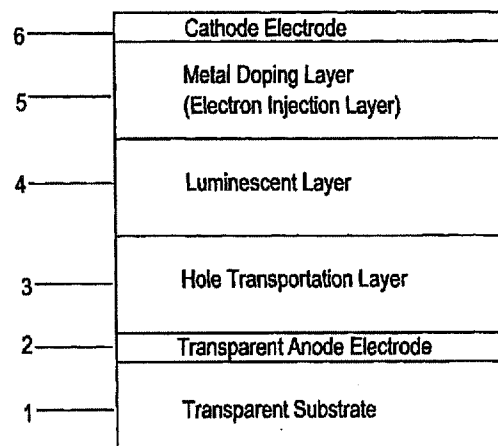 6 Cathode Electrode
5 Metal Doping Layer
(Electron Injection Layer)
4 Luminescent Layer
3 Hole Transportation Layer
2 Transparent Anode Electrode
1 Transparent Substrate